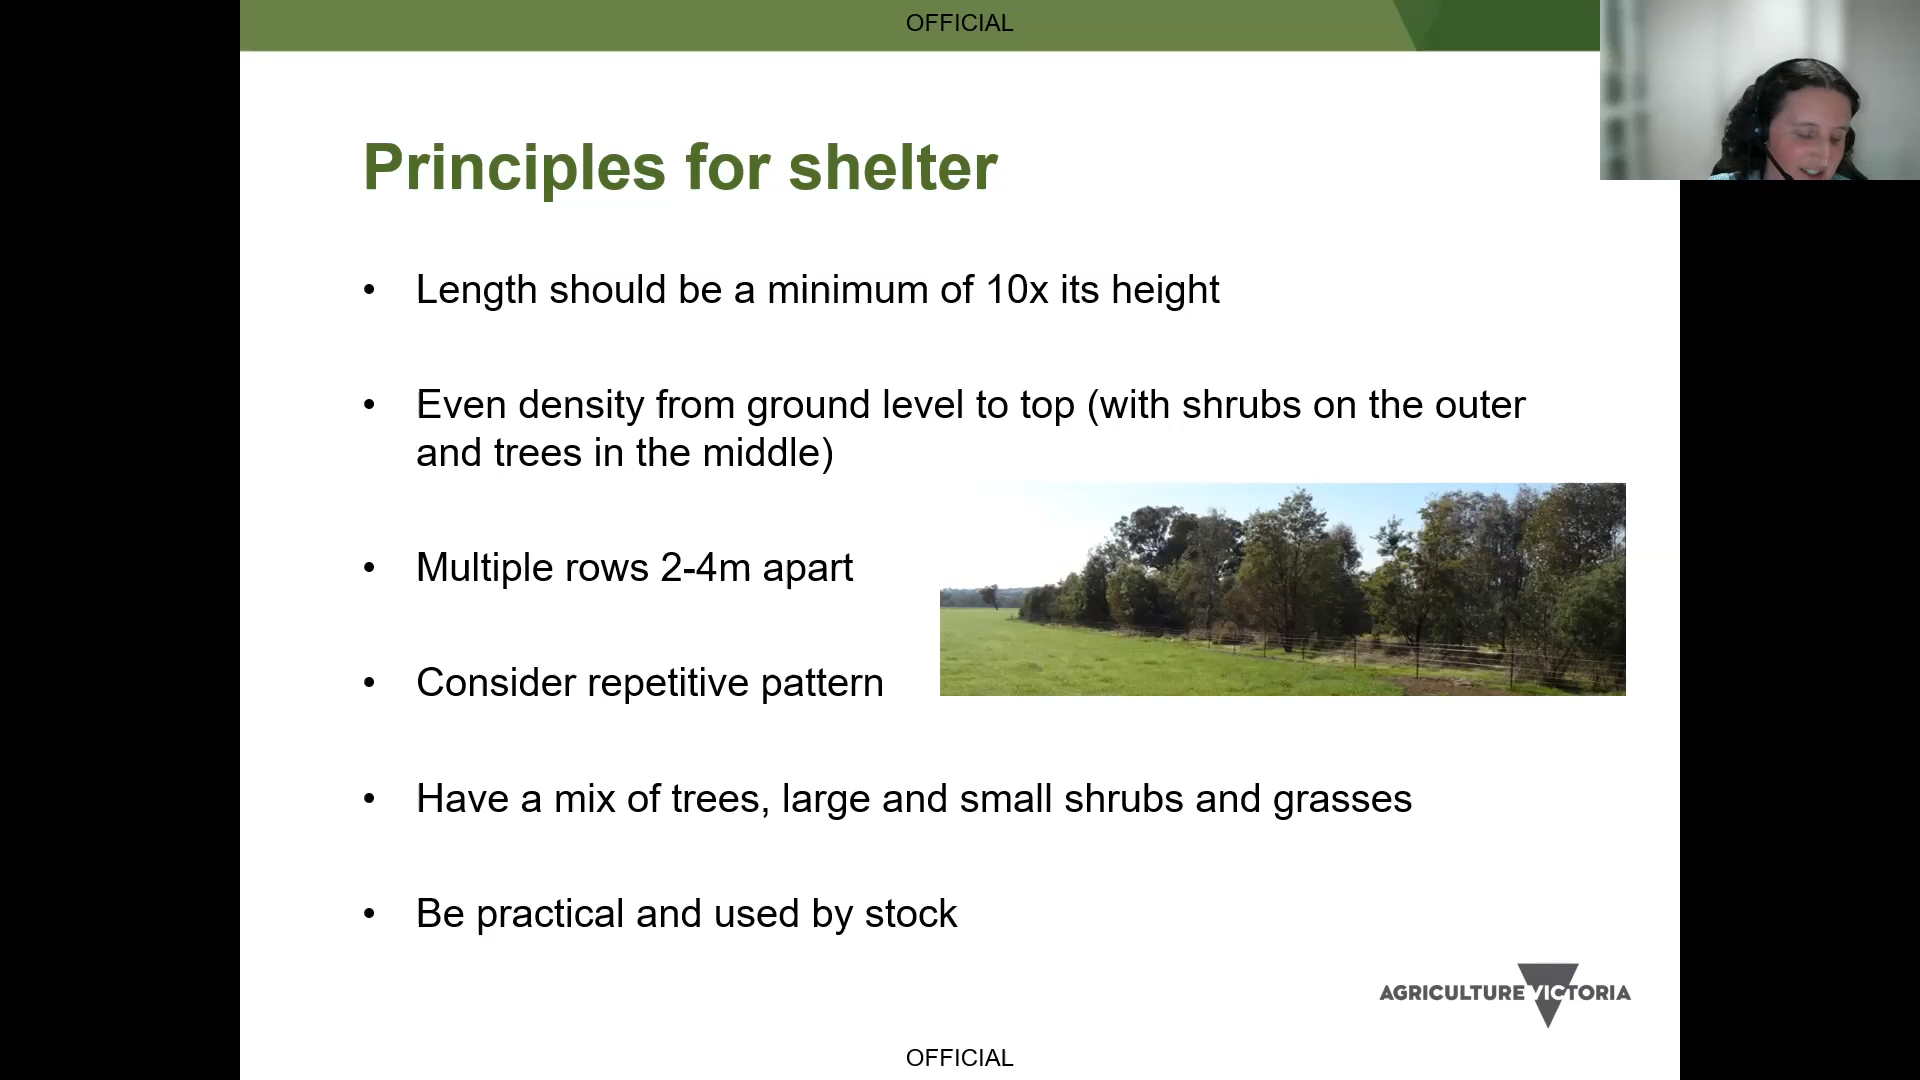 OFFICIAL
Principles for shelter
• Length should be a minimum of 10x its height
• Even density from ground level to top (with shrubs on the outer
and trees in the middle)
• Multiple rows 2-4m apart
• Consider repetitive pattern
• Have a mix of trees, large and small shrubs and grasses
• Be practical and used by stock
AGRICULTURE VICTORIA
OFFICIAL